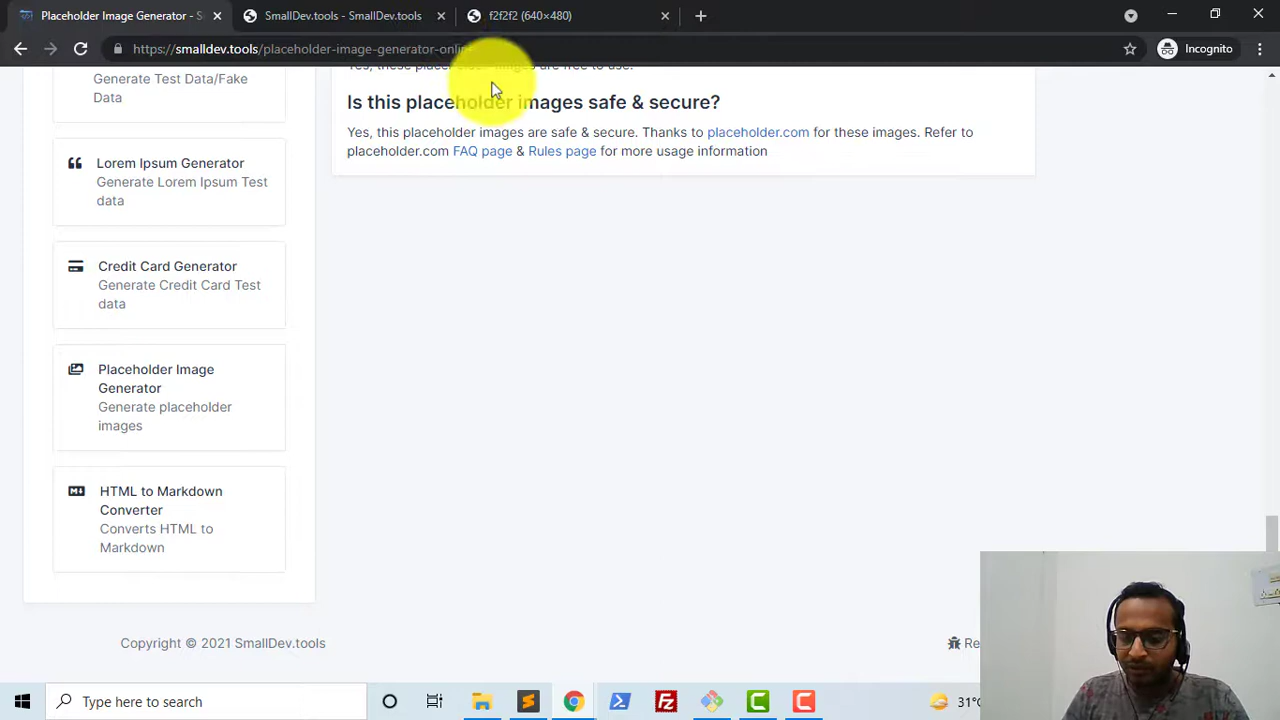 Placeholder Image Generator - S
SmallDev.tools - SmallDev.tools
f2f2f2 (640×480)
https://smalldev.tools/placeholder-image-generator-online
Incognito
Generate Test Data/Fake
Data
Lorem Ipsum Generator
Generate Lorem Ipsum Test
data
Credit Card Generator
Generate Credit Card Test
data
Placeholder Image
Generator
Generate placeholder
images
HTML to Markdown
Converter
Converts HTML to
Markdown
Yes, these placeholder images are free to use.
Is this placeholder images safe & secure?
Yes, this placeholder images are safe & secure. Thanks to placeholder.com for these images. Refer to
placeholder.com FAQ page & Rules page for more usage information
Copyright © 2021 SmallDev.tools
Re
Type here to search
31°